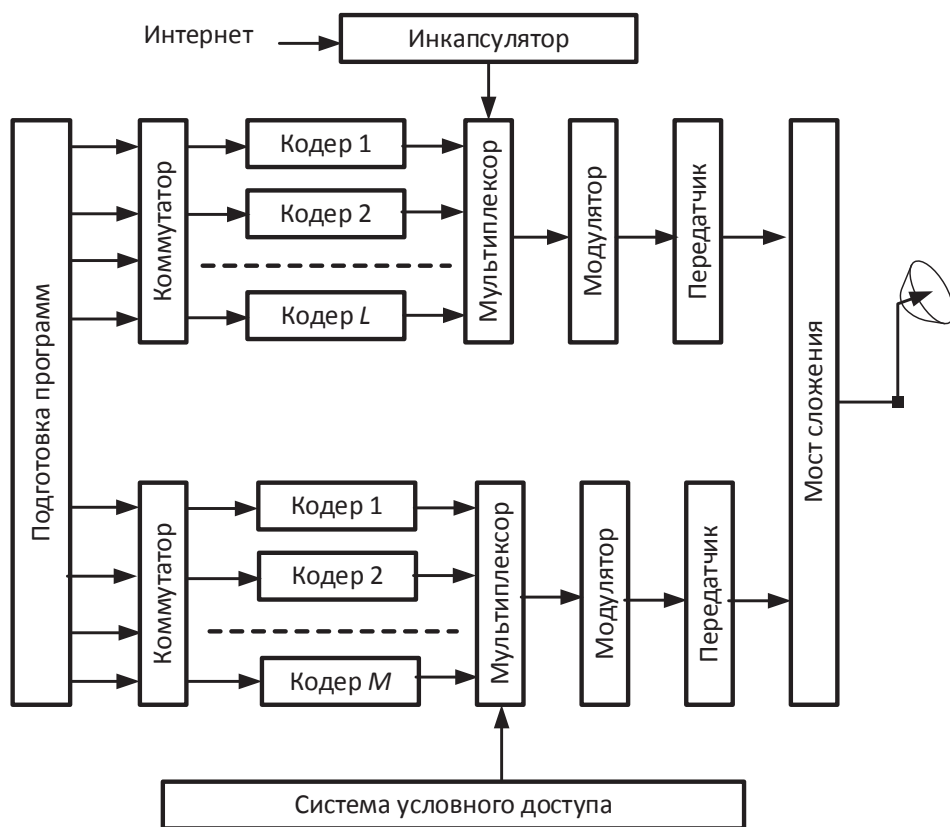 Интернет
Инкапсулятор
Подготовка программ
Коммутатор
Кодер 1
Кодер 2
Кодер L
Мультиплексор
Модулятор
Передатчик
Мост сложения
Коммутатор
Кодер 1
Кодер 2
Кодер M
Мультиплексор
Модулятор
Передатчик
Система условного доступа